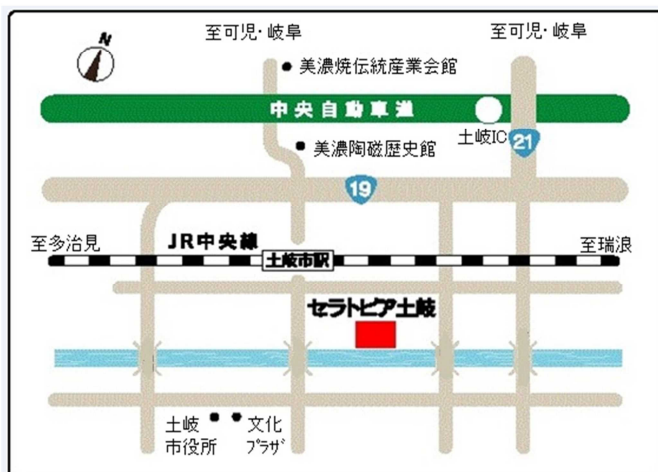 N
至可児・岐阜
至可児・岐阜
美濃焼伝統産業会館
中央自動車道
土岐IC
21
美濃陶磁歴史館
19
至多治見
JR中央線
土岐市駅
至瑞浪
セラトピア土岐
土岐
市役所
文化
プラザ